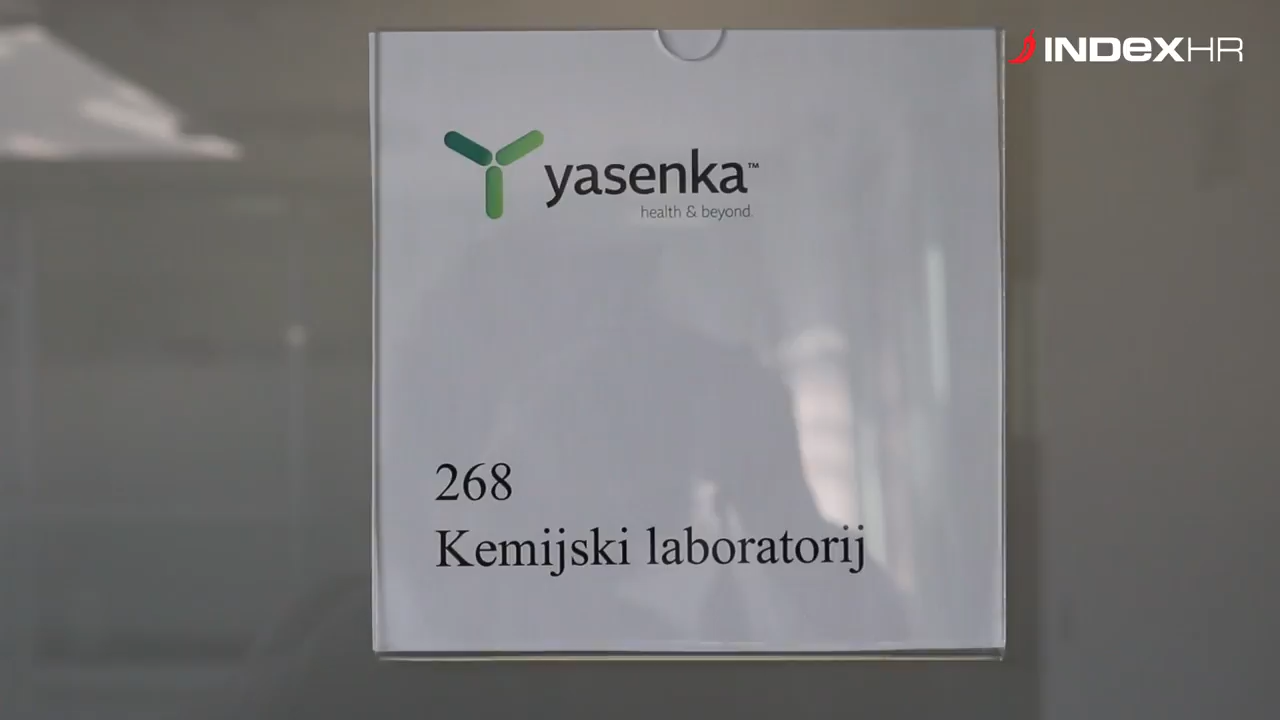 INDEXHR
yasenka™
health & beyond.
268
Kemijski laboratorij